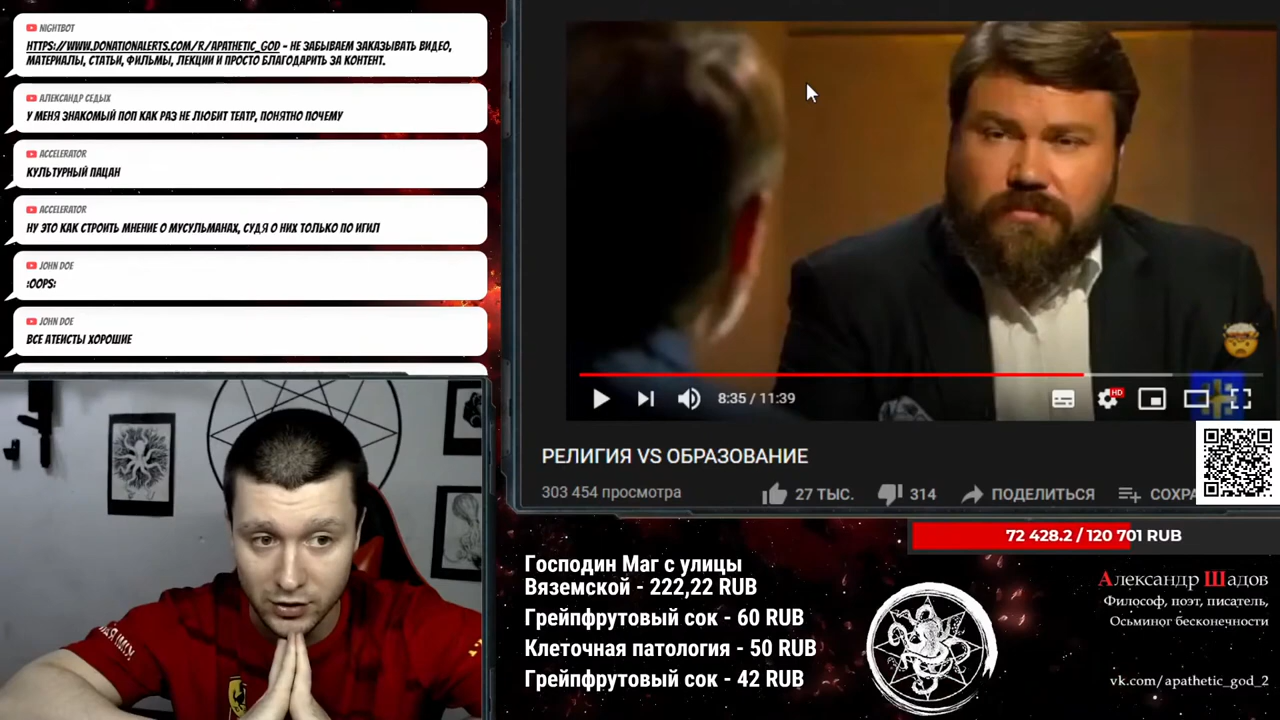 NIGHTBOT
HTTPS://WWW.DONATIONALERTS.COM/R/APATHETIC_GOD - НЕ ЗАБЫВАЕМ ЗАКАЗЫВАТЬ ВИДЕО,
МАТЕРИАЛЫ, СТАТЬИ, ФИЛЬМЫ, ЛЕКЦИИ И ПРОСТО БЛАГОДАРИТЬ ЗА КОНТЕНТ.
АЛЕКСАНДР СЕДЫХ
У МЕНЯ ЗНАКОМЫЙ ПОП КАК РАЗ НЕ ЛЮБИТ ТЕАТР, ПОНЯТНО ПОЧЕМУ
ACCELERATOR
КУЛЬТУРНЫЙ ПАЦАН
ACCELERATOR
НУ ЭТО КАК СТРОИТЬ МНЕНИЕ О МУСУЛЬМАНАХ, СУДЯ О НИХ ТОЛЬКО ПО ИГИЛ
JOHN DOE
:OOPS:
JOHN DOE
ВСЕ АТЕИСТЫ ХОРОШИЕ
8:35 / 11:39
HD
РЕЛИГИЯ VS ОБРАЗОВАНИЕ
303 454 просмотра
27 ТЫС.
314
ПОДЕЛИТЬСЯ
СОХРА
72 428.2 / 120 701 RUB
Господин Маг с улицы
Вяземской - 222,22 RUB
Грейпфрутовый сок - 60 RUB
Клеточная патология - 50 RUB
Грейпфрутовый сок - 42 RUB
Александр Шадов
Философ, поэт, писатель,
Осьминог бесконечности
vk.com/apathetic_god_2